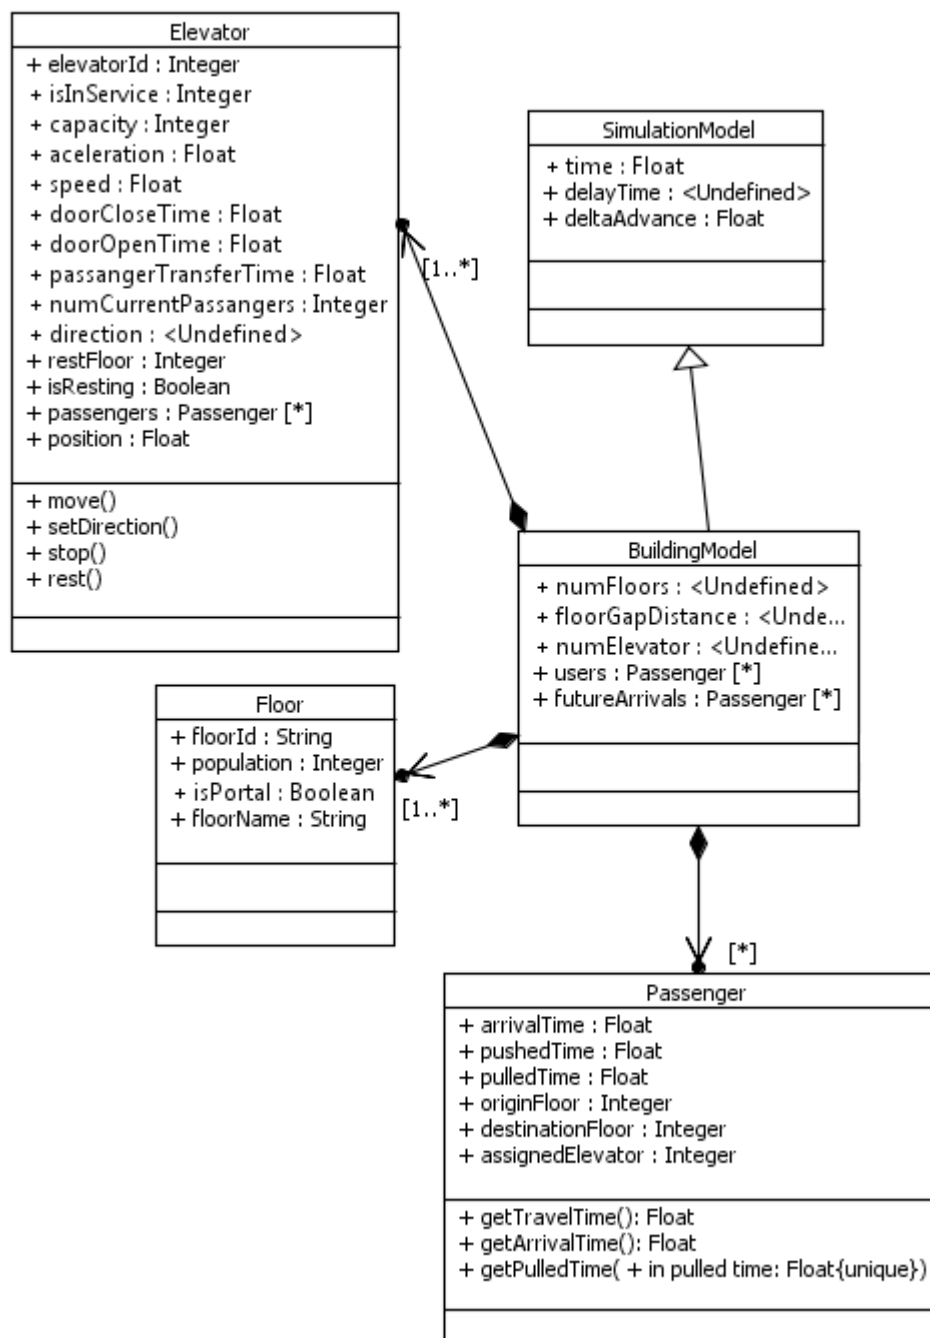 Elevator
+ elevatorId : Integer
+ isInService : Integer
+ capacity : Integer
+ aceleration : Float
+ speed : Float
+ doorCloseTime : Float
+ doorOpenTime : Float
+ passangerTransferTime : Float
+ numCurrentPassangers : Integer
+ direction : <Undefined>
+ restFloor : Integer
+ isResting : Boolean
+ passengers : Passenger [*]
+ position : Float
+ move()
+ setDirection()
+ stop()
+ rest()
[1..*]
SimulationModel
+ time : Float
+ delayTime : <Undefined>
+ deltaAdvance : Float
BuildingModel
+ numFloors : <Undefined>
+ floorGapDistance : <Unde...
+ numElevator : <Undefine...
+ users : Passenger [*]
+ futureArrivals : Passenger [*]
Floor
+ floorId : String
+ population : Integer
+ isPortal : Boolean
+ floorName : String
[1..*]
[*]
Passenger
+ arrivalTime : Float
+ pushedTime : Float
+ pulledTime : Float
+ originFloor : Integer
+ destinationFloor : Integer
+ assignedElevator : Integer
+ getTravelTime(): Float
+ getArrivalTime(): Float
+ getPulledTime( + in pulled time: Float{unique})